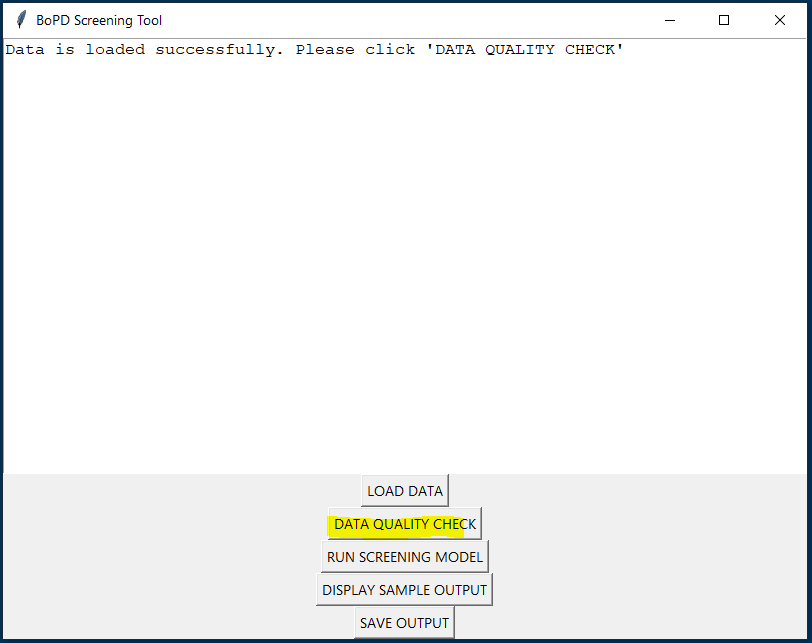 BoPD Screening Tool
Data is loaded successfully. Please click 'DATA QUALITY CHECK'
LOAD DATA
DATA QUALITY CHECK
RUN SCREENING MODEL
DISPLAY SAMPLE OUTPUT
SAVE OUTPUT